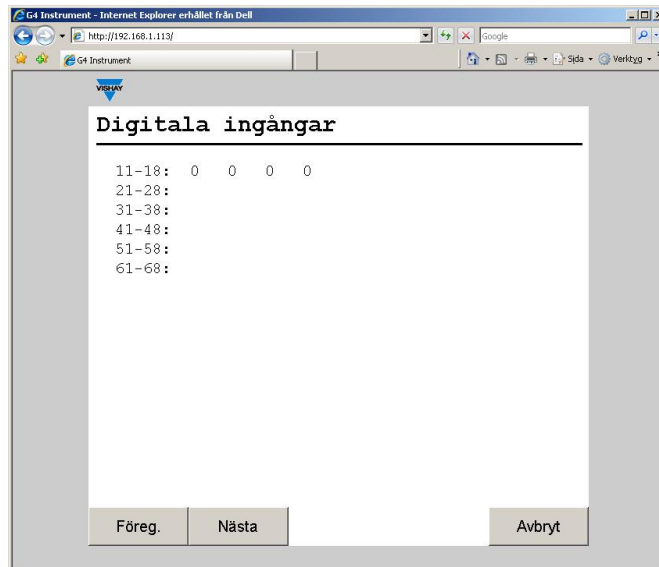 G4 Instrument - Internet Explorer erhållet från Dell
http://192.168.1.113/
Google
G4 Instrument
Sida
Verktyg
VISHAY
Digitala ingångar
11-18: 0 0 0 0
21-28:
31-38:
41-48:
51-58:
61-68:
Föreg.
Nästa
Avbryt